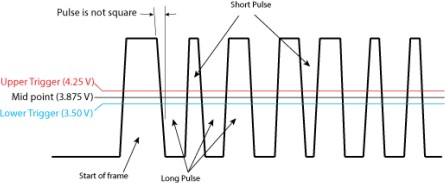 Short Pulse
Pulse is not square
Upper Trigger (4.25 V)
Mid point (3.875 V)
Lower Trigger (3.50 V)
Start of frame
Long Pulse